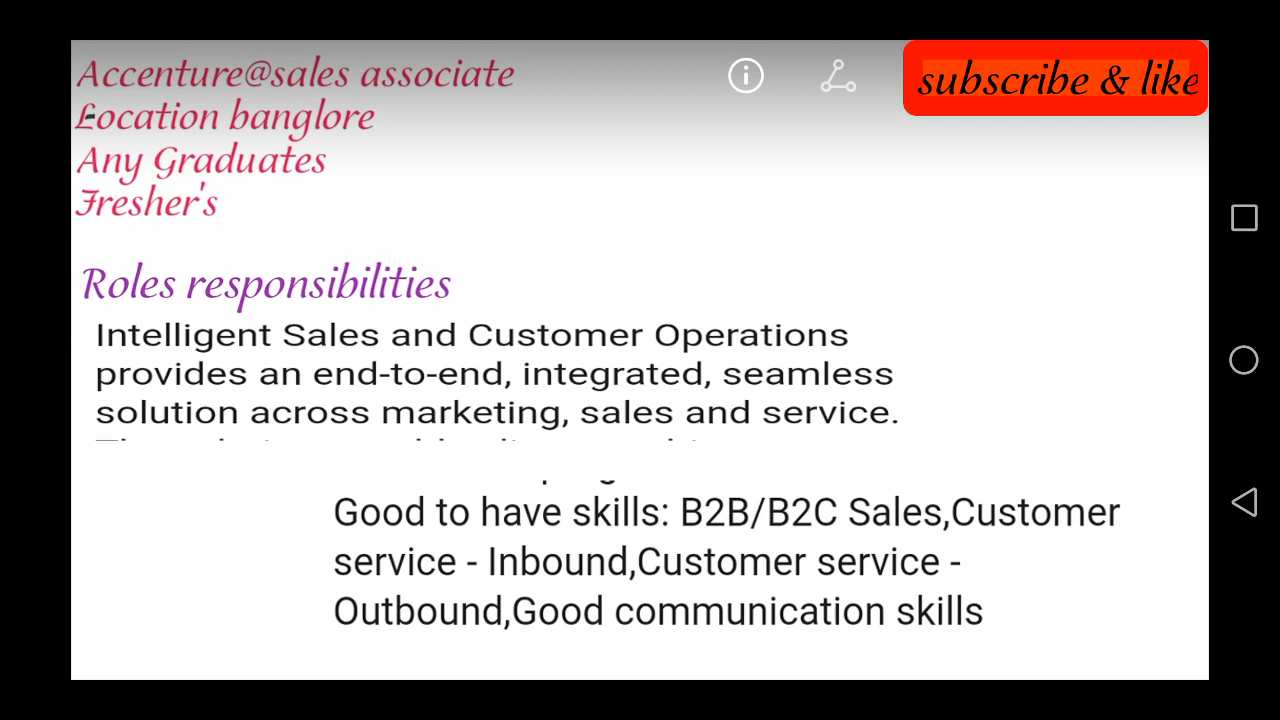 Accenture@sales associate
Location banglore
Any Graduates
Fresher's
subscribe & like
Roles responsibilities
Intelligent Sales and Customer Operations
provides an end-to-end, integrated, seamless
solution across marketing, sales and service.
Good to have skills: B2B/B2C Sales,Customer
service - Inbound,Customer service -
Outbound,Good communication skills